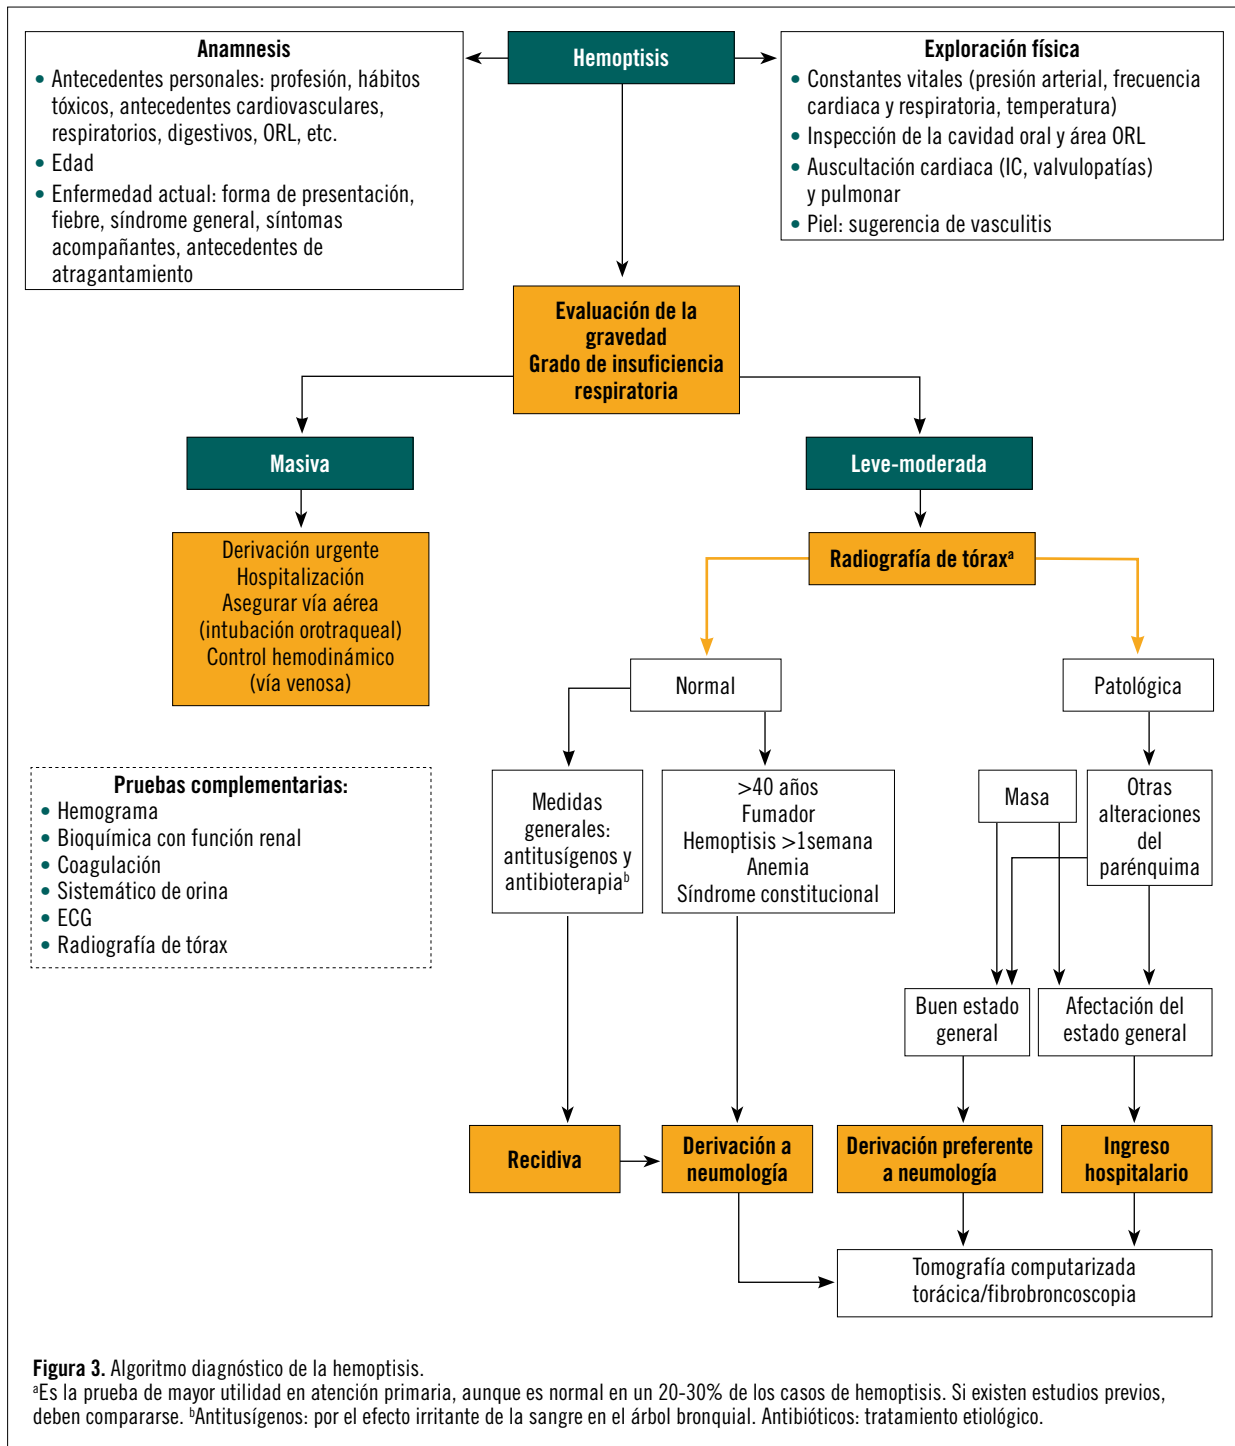 Hemoptisis
Anamnesis
• Antecedentes personales: profesión, hábitos
tóxicos, antecedentes cardiovasculares,
respiratorios, digestivos, ORL, etc.
• Edad
• Enfermedad actual: forma de presentación,
fiebre, síndrome general, síntomas
acompañantes, antecedentes de
atragantamiento
Exploración física
• Constantes vitales (presión arterial, frecuencia
cardiaca y respiratoria, temperatura)
• Inspección de la cavidad oral y área ORL
• Auscultación cardiaca (IC, valvulopatías)
y pulmonar
• Piel: sugerencia de vasculitis
Evaluación de la
gravedad
Grado de insuficiencia
respiratoria
Masiva
Leve-moderada
Derivación urgente
Hospitalización
Asegurar vía aérea
(intubación orotraqueal)
Control hemodinámico
(vía venosa)
Radiografía de tóraxª
Normal
Patológica
Pruebas complementarias:
• Hemograma
• Bioquímica con función renal
• Coagulación
• Sistemático de orina
• ECG
• Radiografía de tórax
Medidas
generales:
antitusígenos y
antibioterapiaᵇ
>40 años
Fumador
Hemoptisis >1semana
Anemia
Síndrome constitucional
Masa
Otras
alteraciones
del
parénquima
Buen estado
general
Afectación del
estado general
Recidiva
Derivación a
neumología
Derivación preferente
a neumología
Ingreso
hospitalario
Tomografía computarizada
torácica/fibrobroncoscopia
Figura 3. Algoritmo diagnóstico de la hemoptisis.
ªEs la prueba de mayor utilidad en atención primaria, aunque es normal en un 20-30% de los casos de hemoptisis. Si existen estudios previos,
deben compararse. ᵇAntitusígenos: por el efecto irritante de la sangre en el árbol bronquial. Antibióticos: tratamiento etiológico.